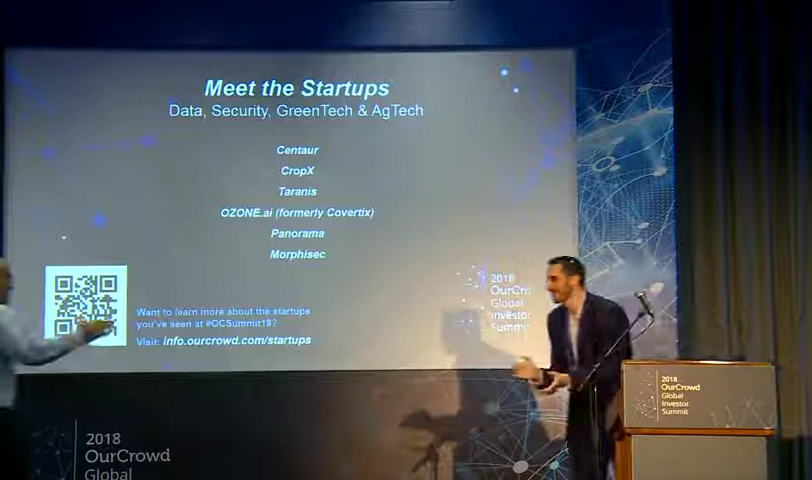 Meet the Startups
Data, Security, GreenTech & AgTech
Centaur
CropX
Taranis
OZONE.ai (formerly Covertix)
Panorama
Morphisec
Want to learn more about the startups
you've seen at #OCSummit18?
Visit: info.ourcrowd.com/startups
2018
OurCro
Global
Investor
Summit
2018
OurCrowd
Global
Investor
Summit
2018
OurCrowd
Global